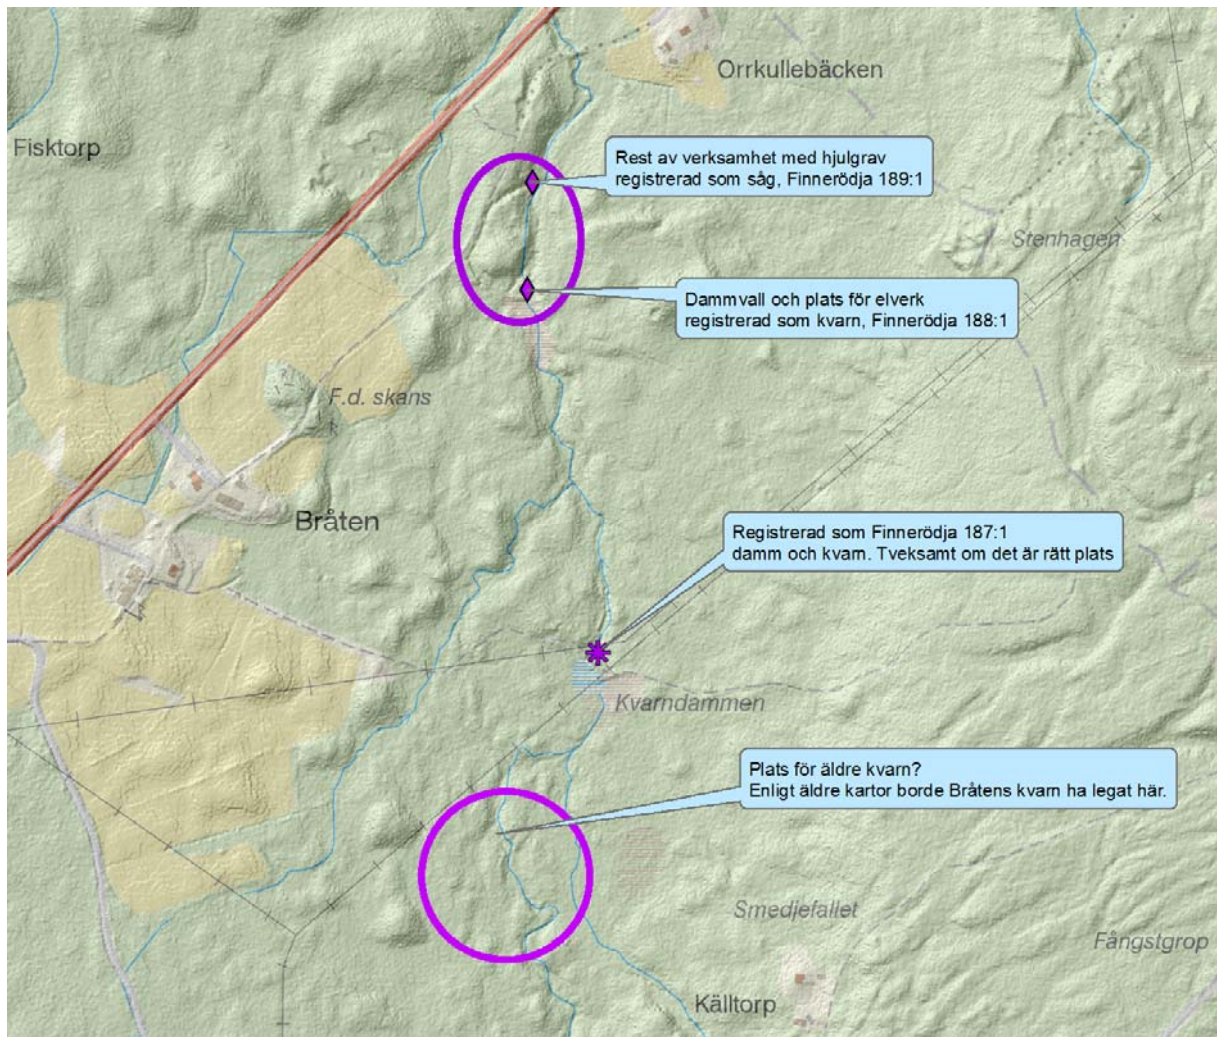 Orrkullebäcken
Fisktorp
Rest av verksamhet med hjulgrav
registrerad som såg, Finnerödja 189:1
Stenhagen
Dammvall och plats för elverk
registrerad som kvarn, Finnerödja 188:1
F.d. skans
Bråten
Registrerad som Finnerödja 187:1
damm och kvarn. Tveksamt om det är rätt plats
Kvarndammen
Plats för äldre kvarn?
Enligt äldre kartor borde Bråtens kvarn ha legat här.
Smedjefallet
Fångstgrop
Källtorp